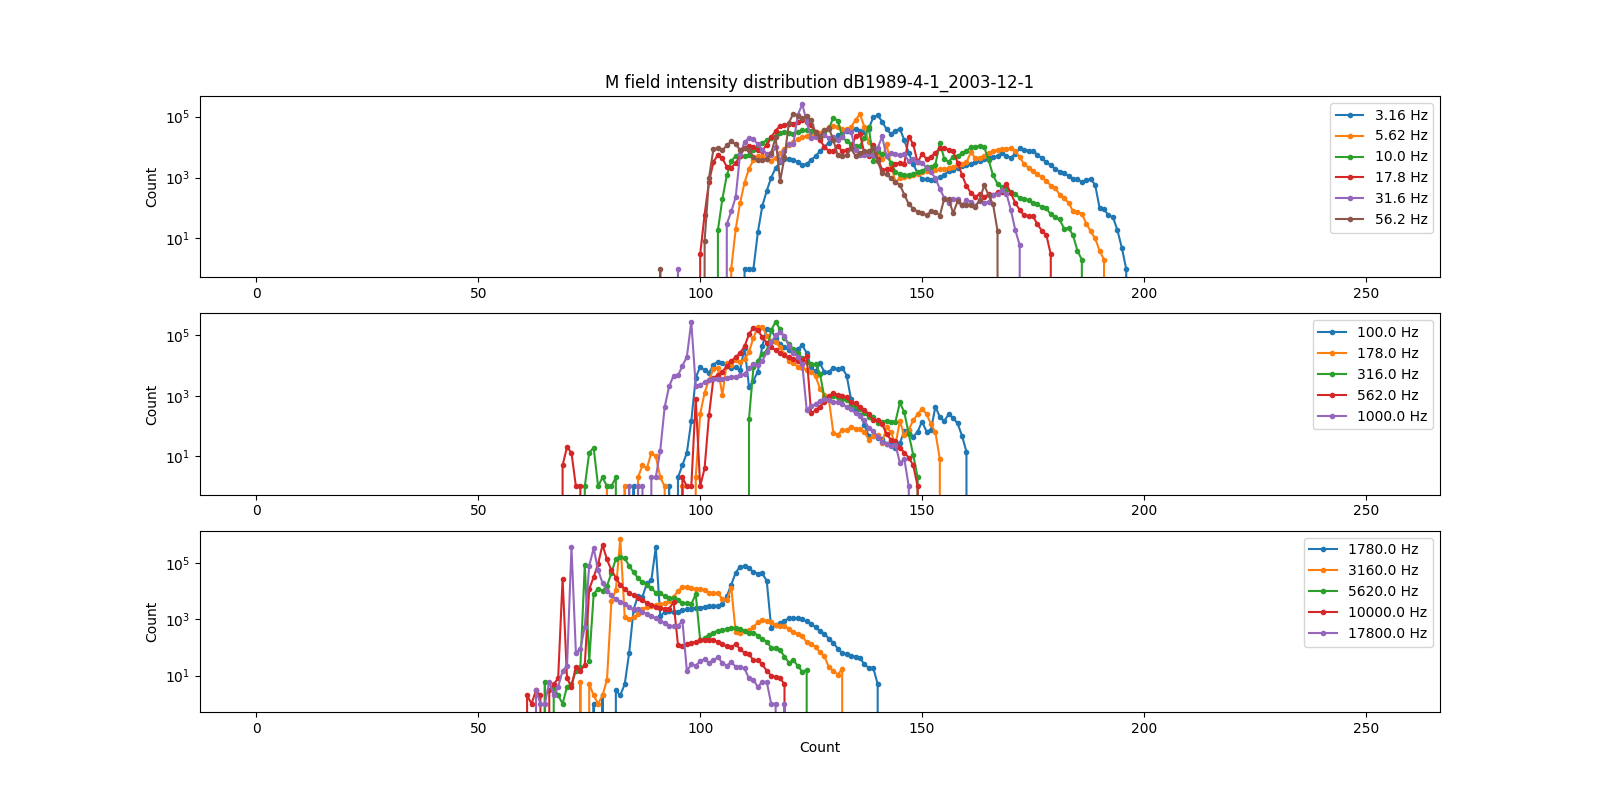 M field intensity distribution dB1989-4-1_2003-12-1
Count
10^5
10^3
10^1
0 50 100 150 200 250
3.16 Hz
5.62 Hz
10.0 Hz
17.8 Hz
31.6 Hz
56.2 Hz
Count
10^5
10^3
10^1
0 50 100 150 200 250
100.0 Hz
178.0 Hz
316.0 Hz
562.0 Hz
1000.0 Hz
Count
10^5
10^3
10^1
0 50 100 150 200 250
1780.0 Hz
3160.0 Hz
5620.0 Hz
10000.0 Hz
17800.0 Hz
Count